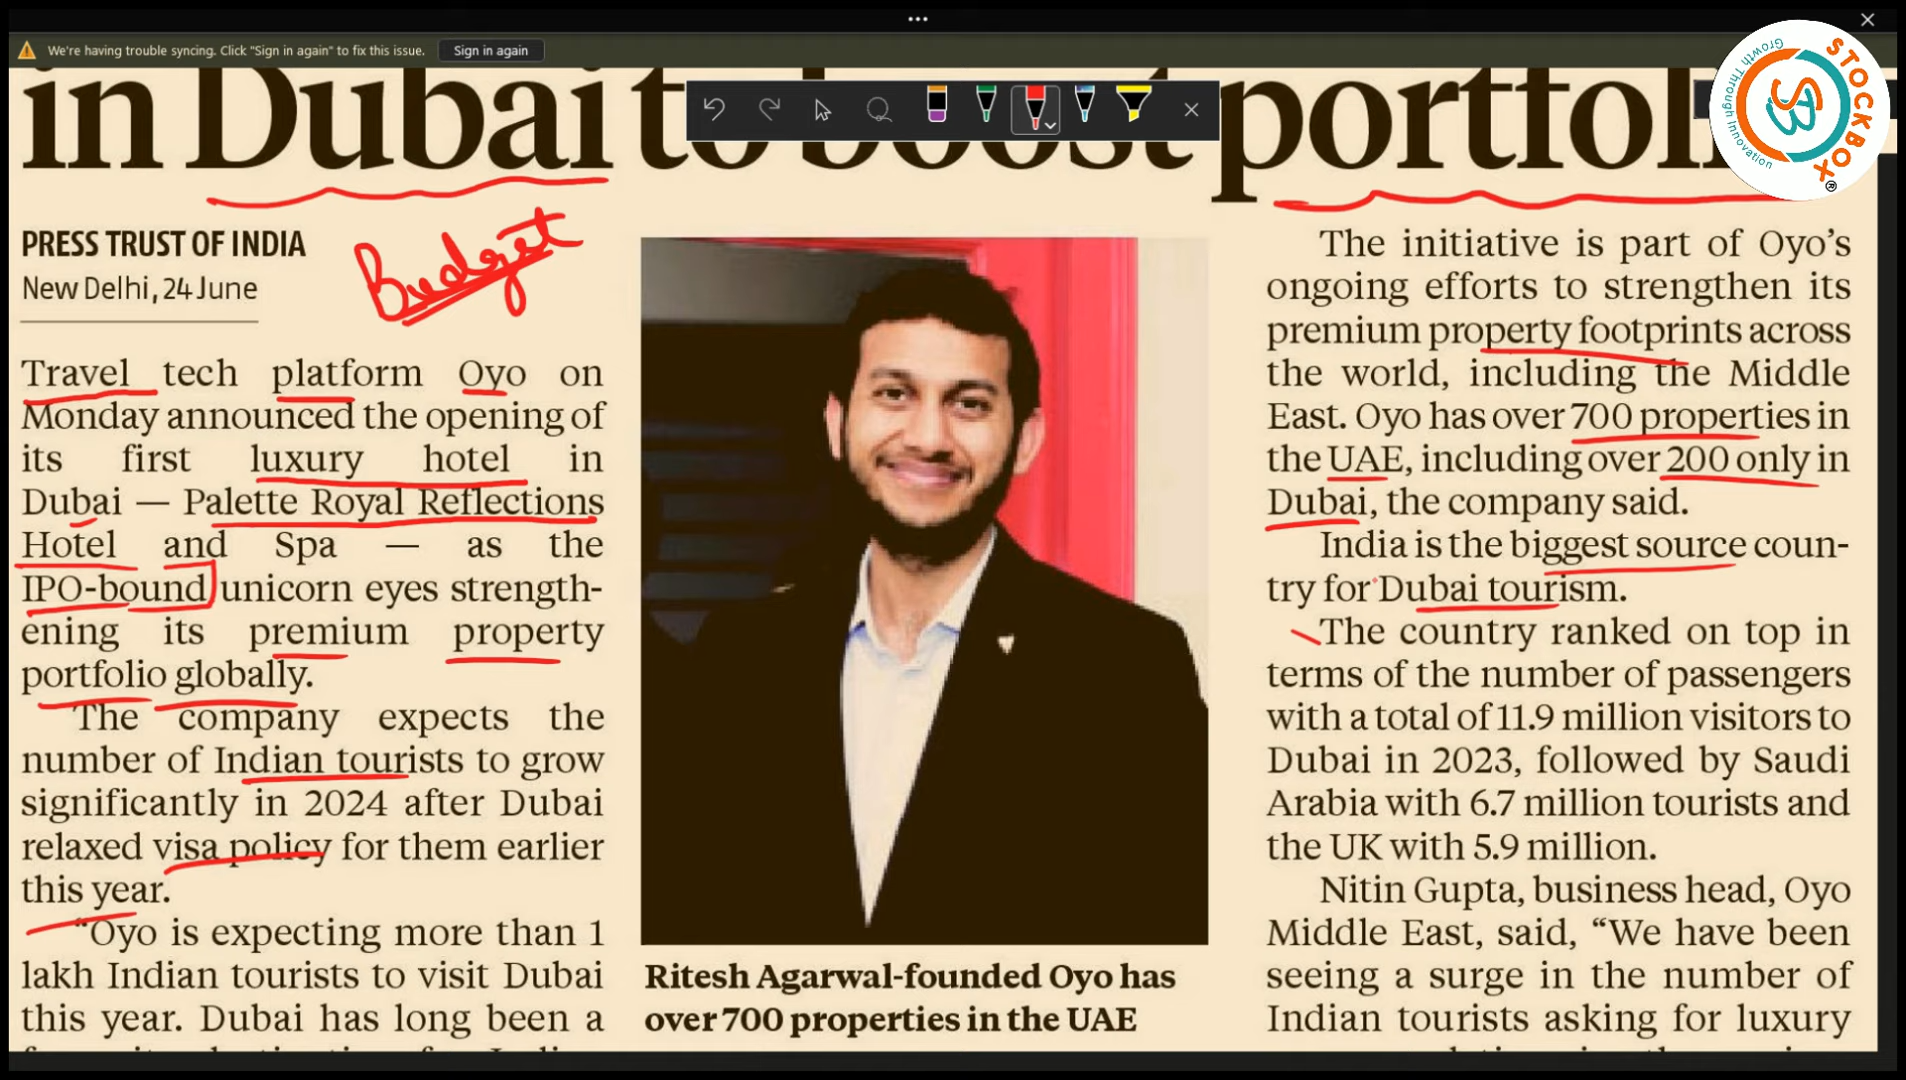 We're having trouble syncing. Click "Sign in again" to fix this issue.
Sign in again
STOCKBOX
Growth Through Innovation
®
in Dubai to boost
PRESS TRUST OF INDIA
New Delhi, 24 June
Budget
Travel tech platform Oyo on
Monday announced the opening of
its first luxury hotel in
Dubai — Palette Royal Reflections
Hotel and Spa — as the
IPO-bound unicorn eyes strength-
ening its premium property
portfolio globally.
The company expects the
number of Indian tourists to grow
significantly in 2024 after Dubai
relaxed visa policy for them earlier
this year.
“Oyo is expecting more than 1
lakh Indian tourists to visit Dubai
this year. Dubai has long been a
Ritesh Agarwal-founded Oyo has
over 700 properties in the UAE
The initiative is part of Oyo’s
ongoing efforts to strengthen its
premium property footprints across
the world, including the Middle
East. Oyo has over 700 properties in
the UAE, including over 200 only in
Dubai, the company said.
India is the biggest source coun-
try for Dubai tourism.
The country ranked on top in
terms of the number of passengers
with a total of 11.9 million visitors to
Dubai in 2023, followed by Saudi
Arabia with 6.7 million tourists and
the UK with 5.9 million.
Nitin Gupta, business head, Oyo
Middle East, said, “We have been
seeing a surge in the number of
Indian tourists asking for luxury